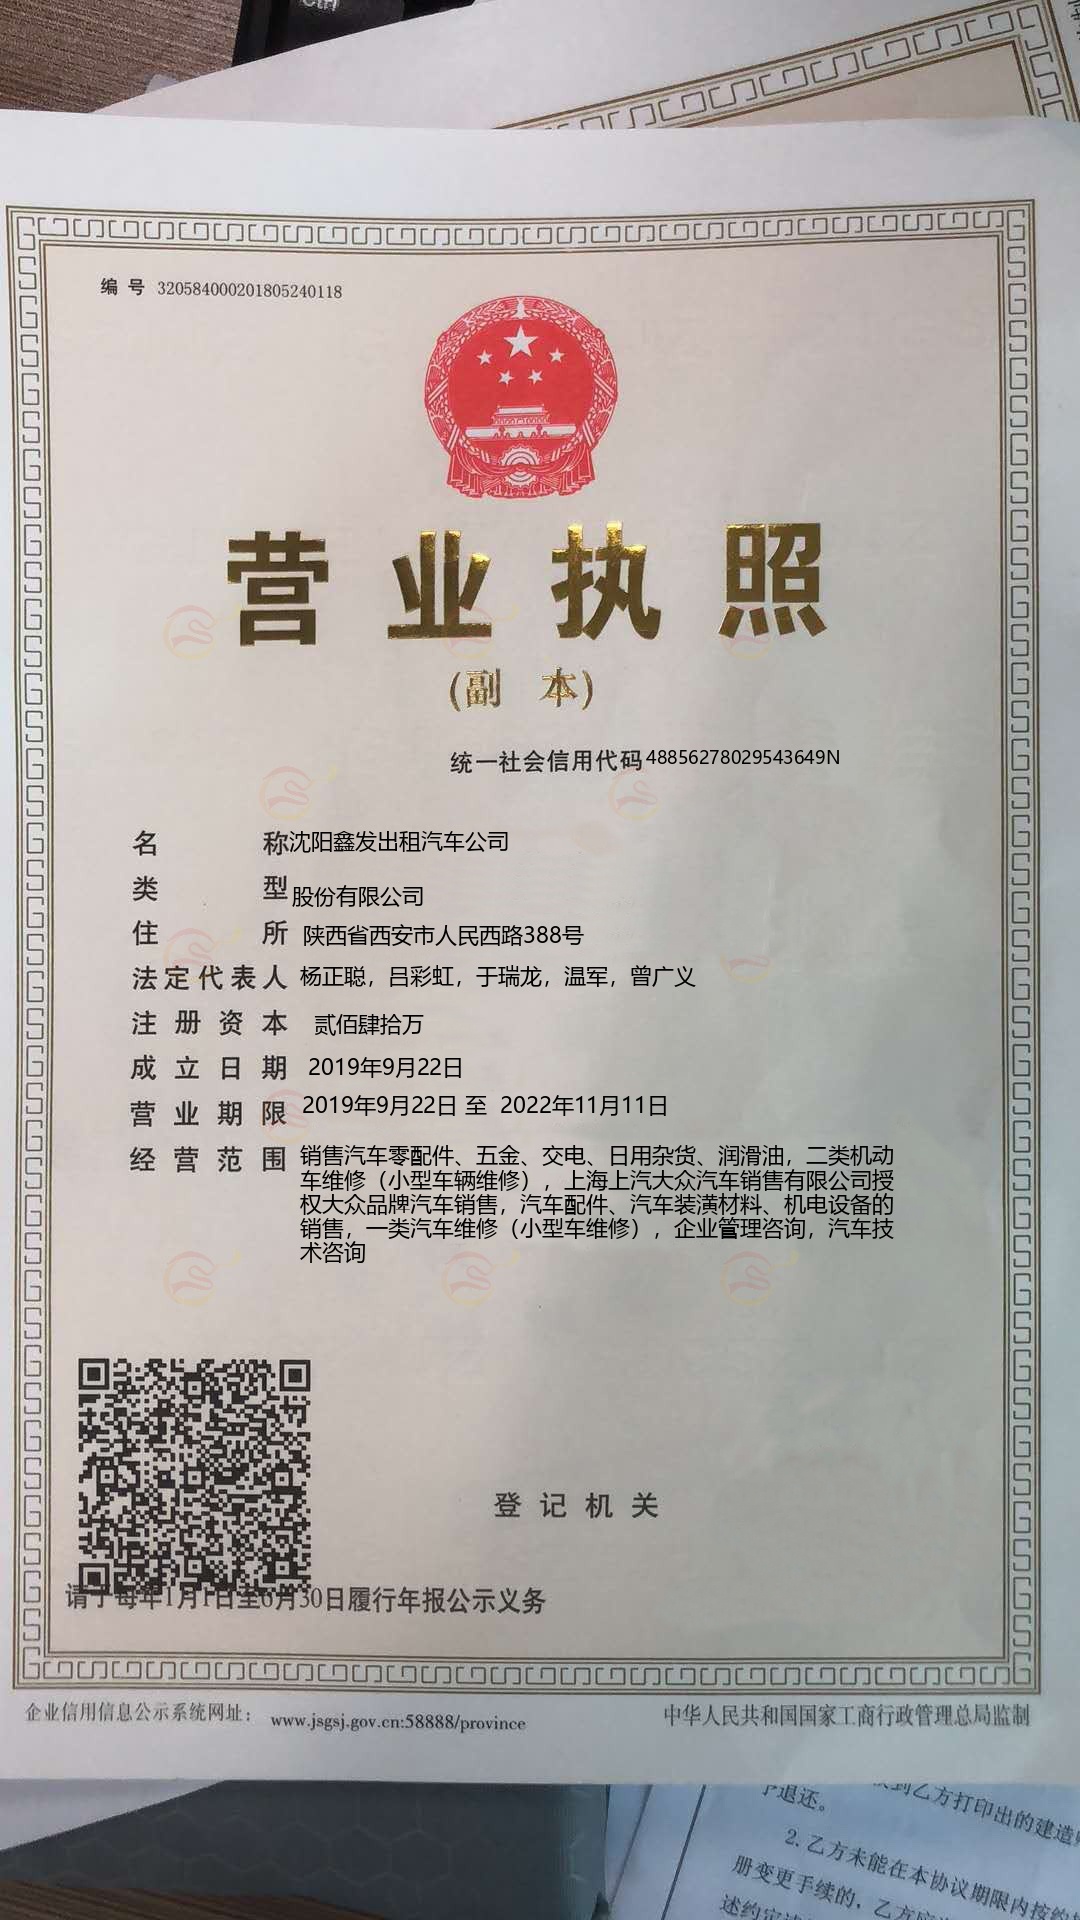 Ctrl
编 号 320584000201805240118
营 业 执 照
(副 本)
统一社会信用代码48856278029543649N
名 称沈阳鑫发出租汽车公司
类 型股份有限公司
住 所 陕西省西安市人民西路388号
法定代表人 杨正聪，吕彩虹，于瑞龙，温军，曾广义
注 册 资 本 贰佰肆拾万
成 立 日 期 2019年9月22日
营 业 期 限 2019年9月22日 至 2022年11月11日
经 营 范 围 销售汽车零配件、五金、交电、日用杂货、润滑油，二类机动
车维修（小型车辆维修），上海上汽大众汽车销售有限公司授
权大众品牌汽车销售，汽车配件、汽车装潢材料、机电设备的
销售，一类汽车维修（小型车维修），企业管理咨询，汽车技
术咨询
登 记 机 关
请于每年1月1日至6月30日履行年报公示义务
企业信用信息公示系统网址： www.jsgsj.gov.cn:58888/province
中华人民共和国国家工商行政管理总局监制
到乙方打印出的建造
退还。
2.乙方未能在本协议期限内按约
册变更手续的，乙方应